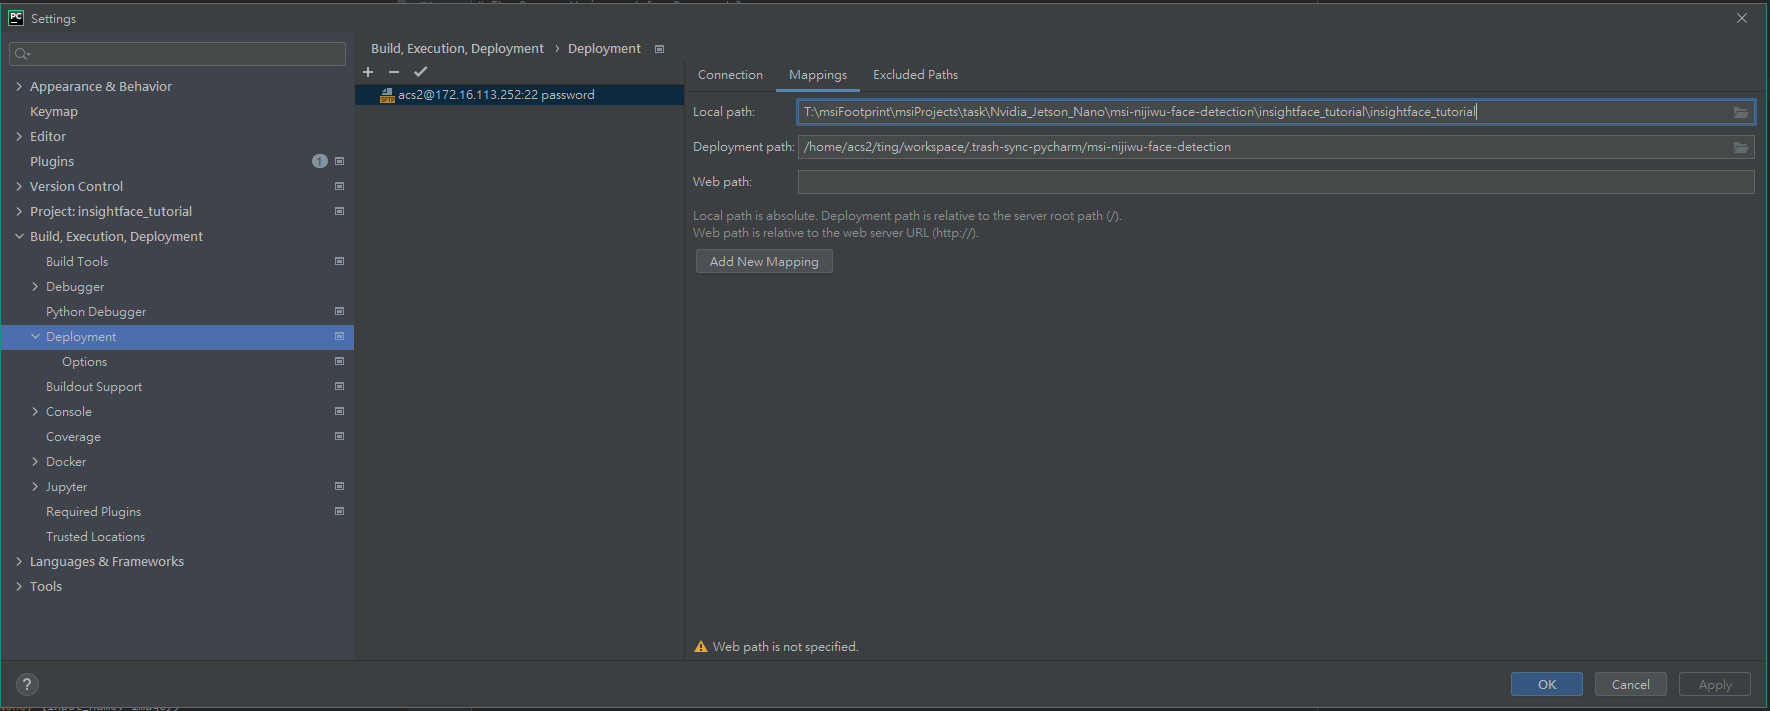 PC Settings
Appearance & Behavior
Keymap
Editor
Plugins 1
Version Control
Project: insightface_tutorial
Build, Execution, Deployment
Build Tools
Debugger
Python Debugger
Deployment
Options
Buildout Support
Console
Coverage
Docker
Jupyter
Required Plugins
Trusted Locations
Languages & Frameworks
Tools
?
Build, Execution, Deployment › Deployment
SFTP acs2@172.16.113.252:22 password
Connection Mappings Excluded Paths
Local path: T:\msiFootprint\msiProjects\task\Nvidia_Jetson_Nano\msi-nijiwu-face-detection\insightface_tutorial\insightface_tutorial
Deployment path: /home/acs2/ting/workspace/.trash-sync-pycharm/msi-nijiwu-face-detection
Web path:
Local path is absolute. Deployment path is relative to the server root path (/).
Web path is relative to the web server URL (http://).
Add New Mapping
Web path is not specified.
OK Cancel Apply